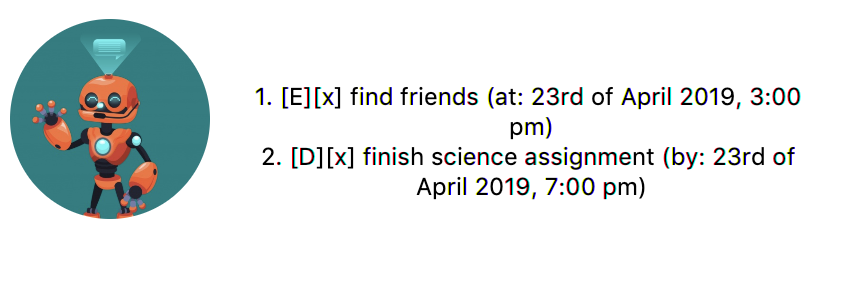 1. [E][x] find friends (at: 23rd of April 2019, 3:00
pm)
2. [D][x] finish science assignment (by: 23rd of
April 2019, 7:00 pm)